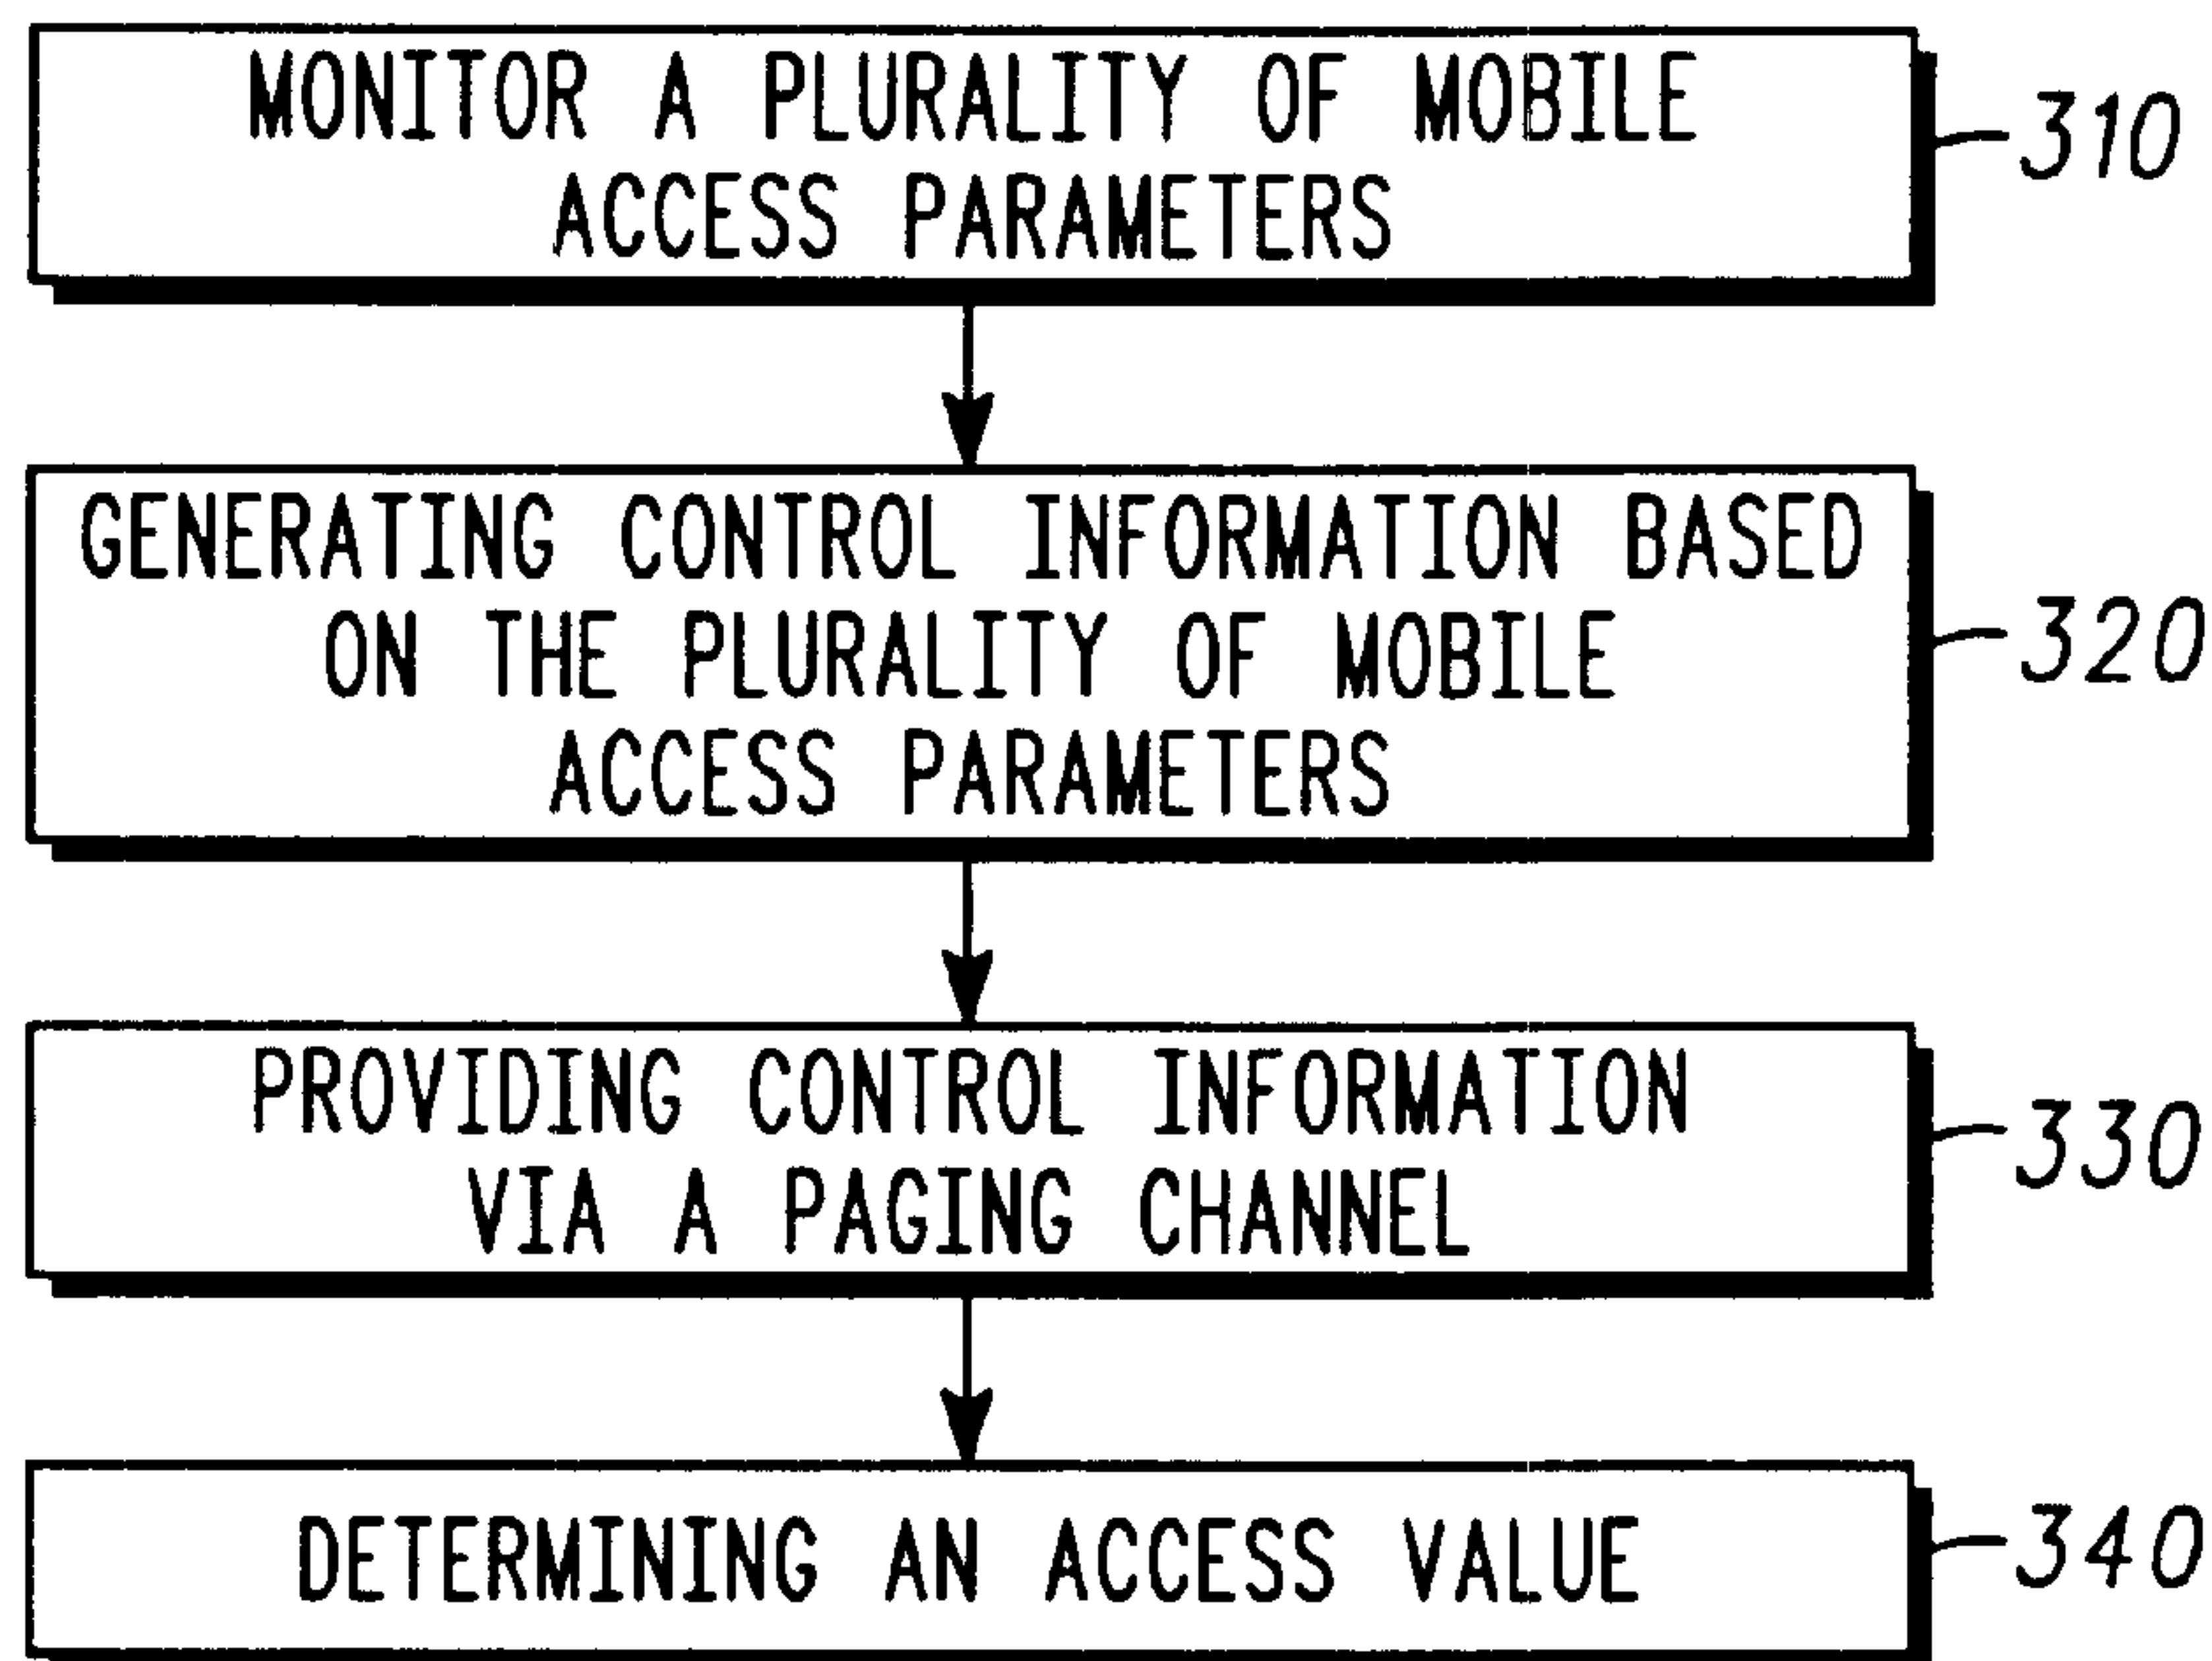 MONITOR A PLURALITY OF MOBILE
ACCESS PARAMETERS
310
GENERATING CONTROL INFORMATION BASED
ON THE PLURALITY OF MOBILE
ACCESS PARAMETERS
320
PROVIDING CONTROL INFORMATION
VIA A PAGING CHANNEL
330
DETERMINING AN ACCESS VALUE
340